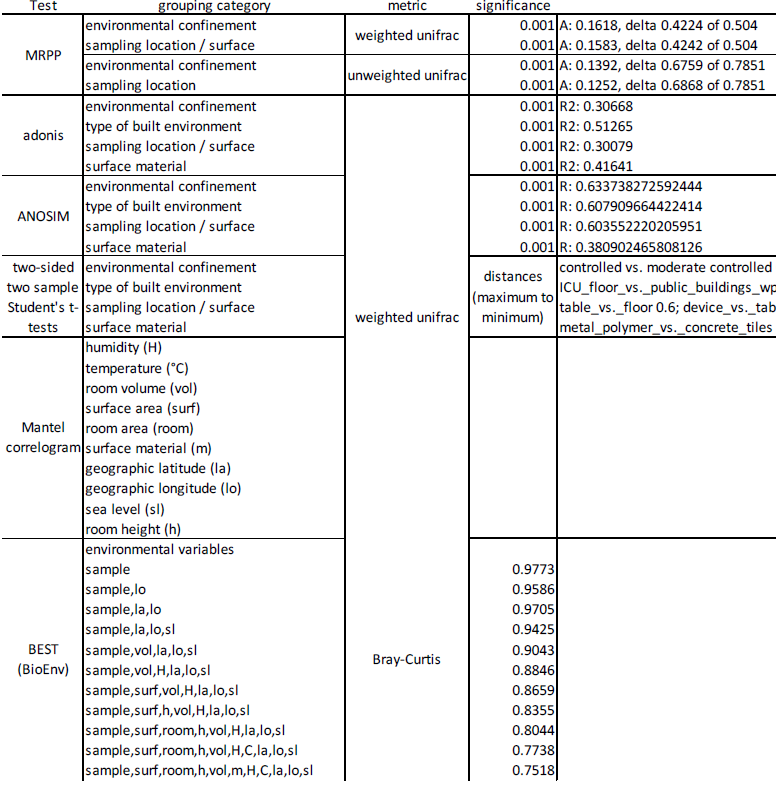 Test grouping category metric significance
MRPP environmental confinement weighted unifrac 0.001 A: 0.1618, delta 0.4224 of 0.504
sampling location / surface 0.001 A: 0.1583, delta 0.4242 of 0.504
environmental confinement unweighted unifrac 0.001 A: 0.1392, delta 0.6759 of 0.7851
sampling location 0.001 A: 0.1252, delta 0.6868 of 0.7851
adonis environmental confinement 0.001 R2: 0.30668
type of built environment 0.001 R2: 0.51265
sampling location / surface 0.001 R2: 0.30079
surface material 0.001 R2: 0.41641
ANOSIM environmental confinement 0.001 R: 0.633738272592444
type of built environment 0.001 R: 0.607909664422414
sampling location / surface 0.001 R: 0.603552220205951
surface material 0.001 R: 0.380902465808126
two-sided environmental confinement distances controlled vs. moderate controlled
two sample type of built environment (maximum to ICU_floor_vs._public_buildings_wp
Student's t- sampling location / surface weighted unifrac minimum) table_vs._floor 0.6; device_vs._tab
tests surface material metal_polymer_vs._concrete_tiles
Mantel correlogram humidity (H)
temperature (°C)
room volume (vol)
surface area (surf)
room area (room)
surface material (m)
geographic latitude (la)
geographic longitude (lo)
sea level (sl)
room height (h)
BEST (BioEnv) environmental variables Bray-Curtis
sample 0.9773
sample,lo 0.9586
sample,la,lo 0.9705
sample,la,lo,sl 0.9425
sample,vol,la,lo,sl 0.9043
sample,vol,H,la,lo,sl 0.8846
sample,surf,vol,H,la,lo,sl 0.8659
sample,surf,h,vol,H,la,lo,sl 0.8355
sample,surf,room,h,vol,H,la,lo,sl 0.8044
sample,surf,room,h,vol,H,C,la,lo,sl 0.7738
sample,surf,room,h,vol,m,H,C,la,lo,sl 0.7518